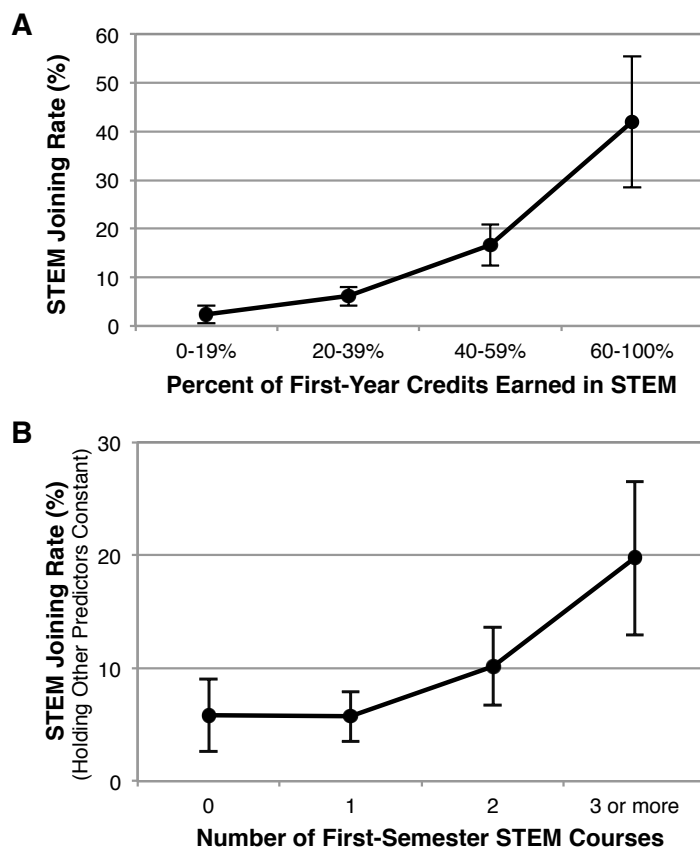 A
60
50
40
30
20
10
0
STEM Joining Rate (%)
0-19% 20-39% 40-59% 60-100%
Percent of First-Year Credits Earned in STEM
B
30
20
10
0
STEM Joining Rate (%)
(Holding Other Predictors Constant)
0 1 2 3 or more
Number of First-Semester STEM Courses